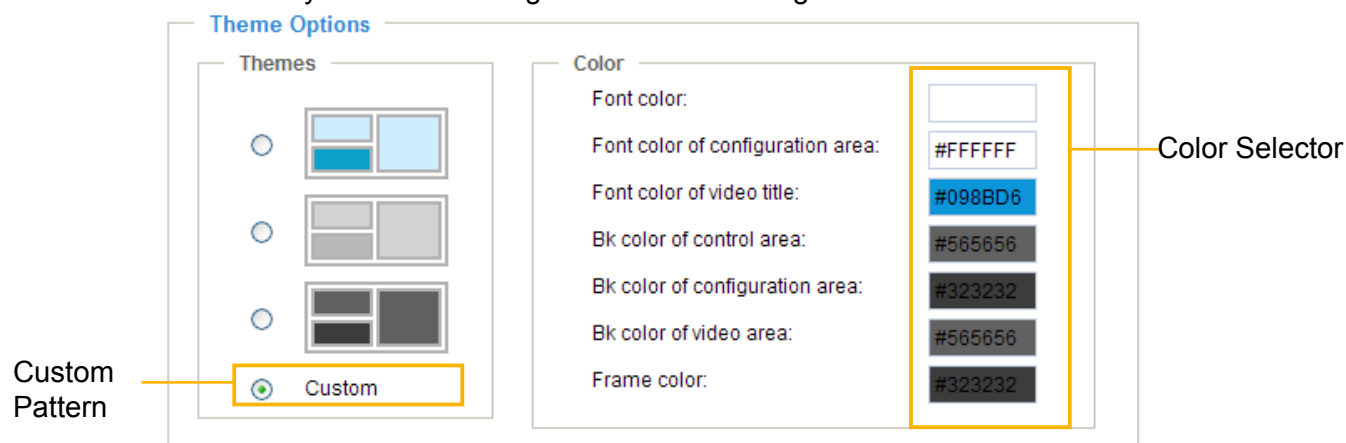 Theme Options
Themes
Color
Font color:
Font color of configuration area: #FFFFFF
Color Selector
Font color of video title: #098BD6
Bk color of control area: #565656
Bk color of configuration area: #323232
Bk color of video area: #565656
Custom
Pattern
Custom
Frame color: #323232